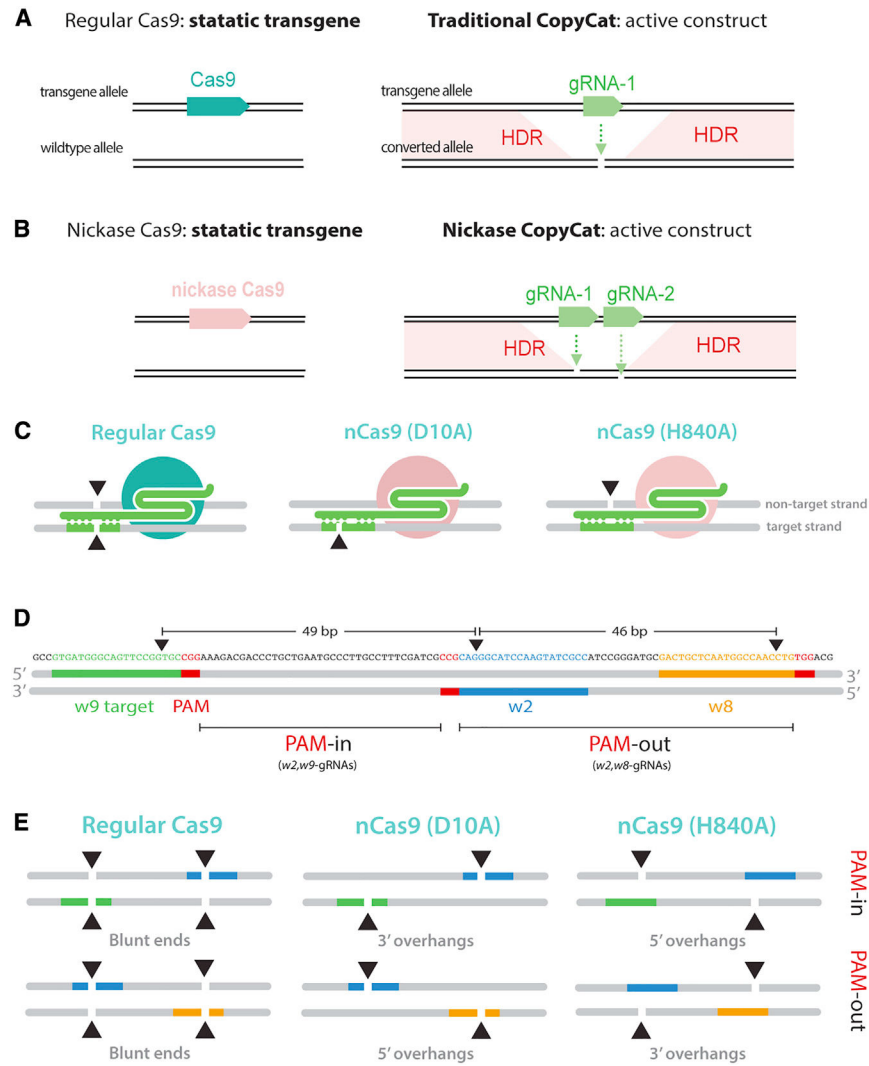 A Regular Cas9: statatic transgene Traditional CopyCat: active construct
Cas9 gRNA-1
transgene allele transgene allele
HDR HDR
wildtype allele converted allele
B Nickase Cas9: statatic transgene Nickase CopyCat: active construct
nickase Cas9 gRNA-1 gRNA-2
HDR HDR
C Regular Cas9 nCas9 (D10A) nCas9 (H840A)
non-target strand
target strand
D
49 bp 46 bp
GCCGTGATGGGCAGTTCCGGTGCCGGAAAGACGACCCTGCTGAATGCCCTTGCCTTTCGATCGCCGCAGGGCATCCAAGTATCGCCATCCGGGATGCGACTGCTCAATGGCCAACCTGTGGACG
5′ 3′
3′ 5′
w9 target PAM w2 w8
PAM-in PAM-out
(w2,w9-gRNAs) (w2,w8-gRNAs)
E Regular Cas9 nCas9 (D10A) nCas9 (H840A)
PAM-in
Blunt ends 3′ overhangs 5′ overhangs
PAM-out
Blunt ends 5′ overhangs 3′ overhangs